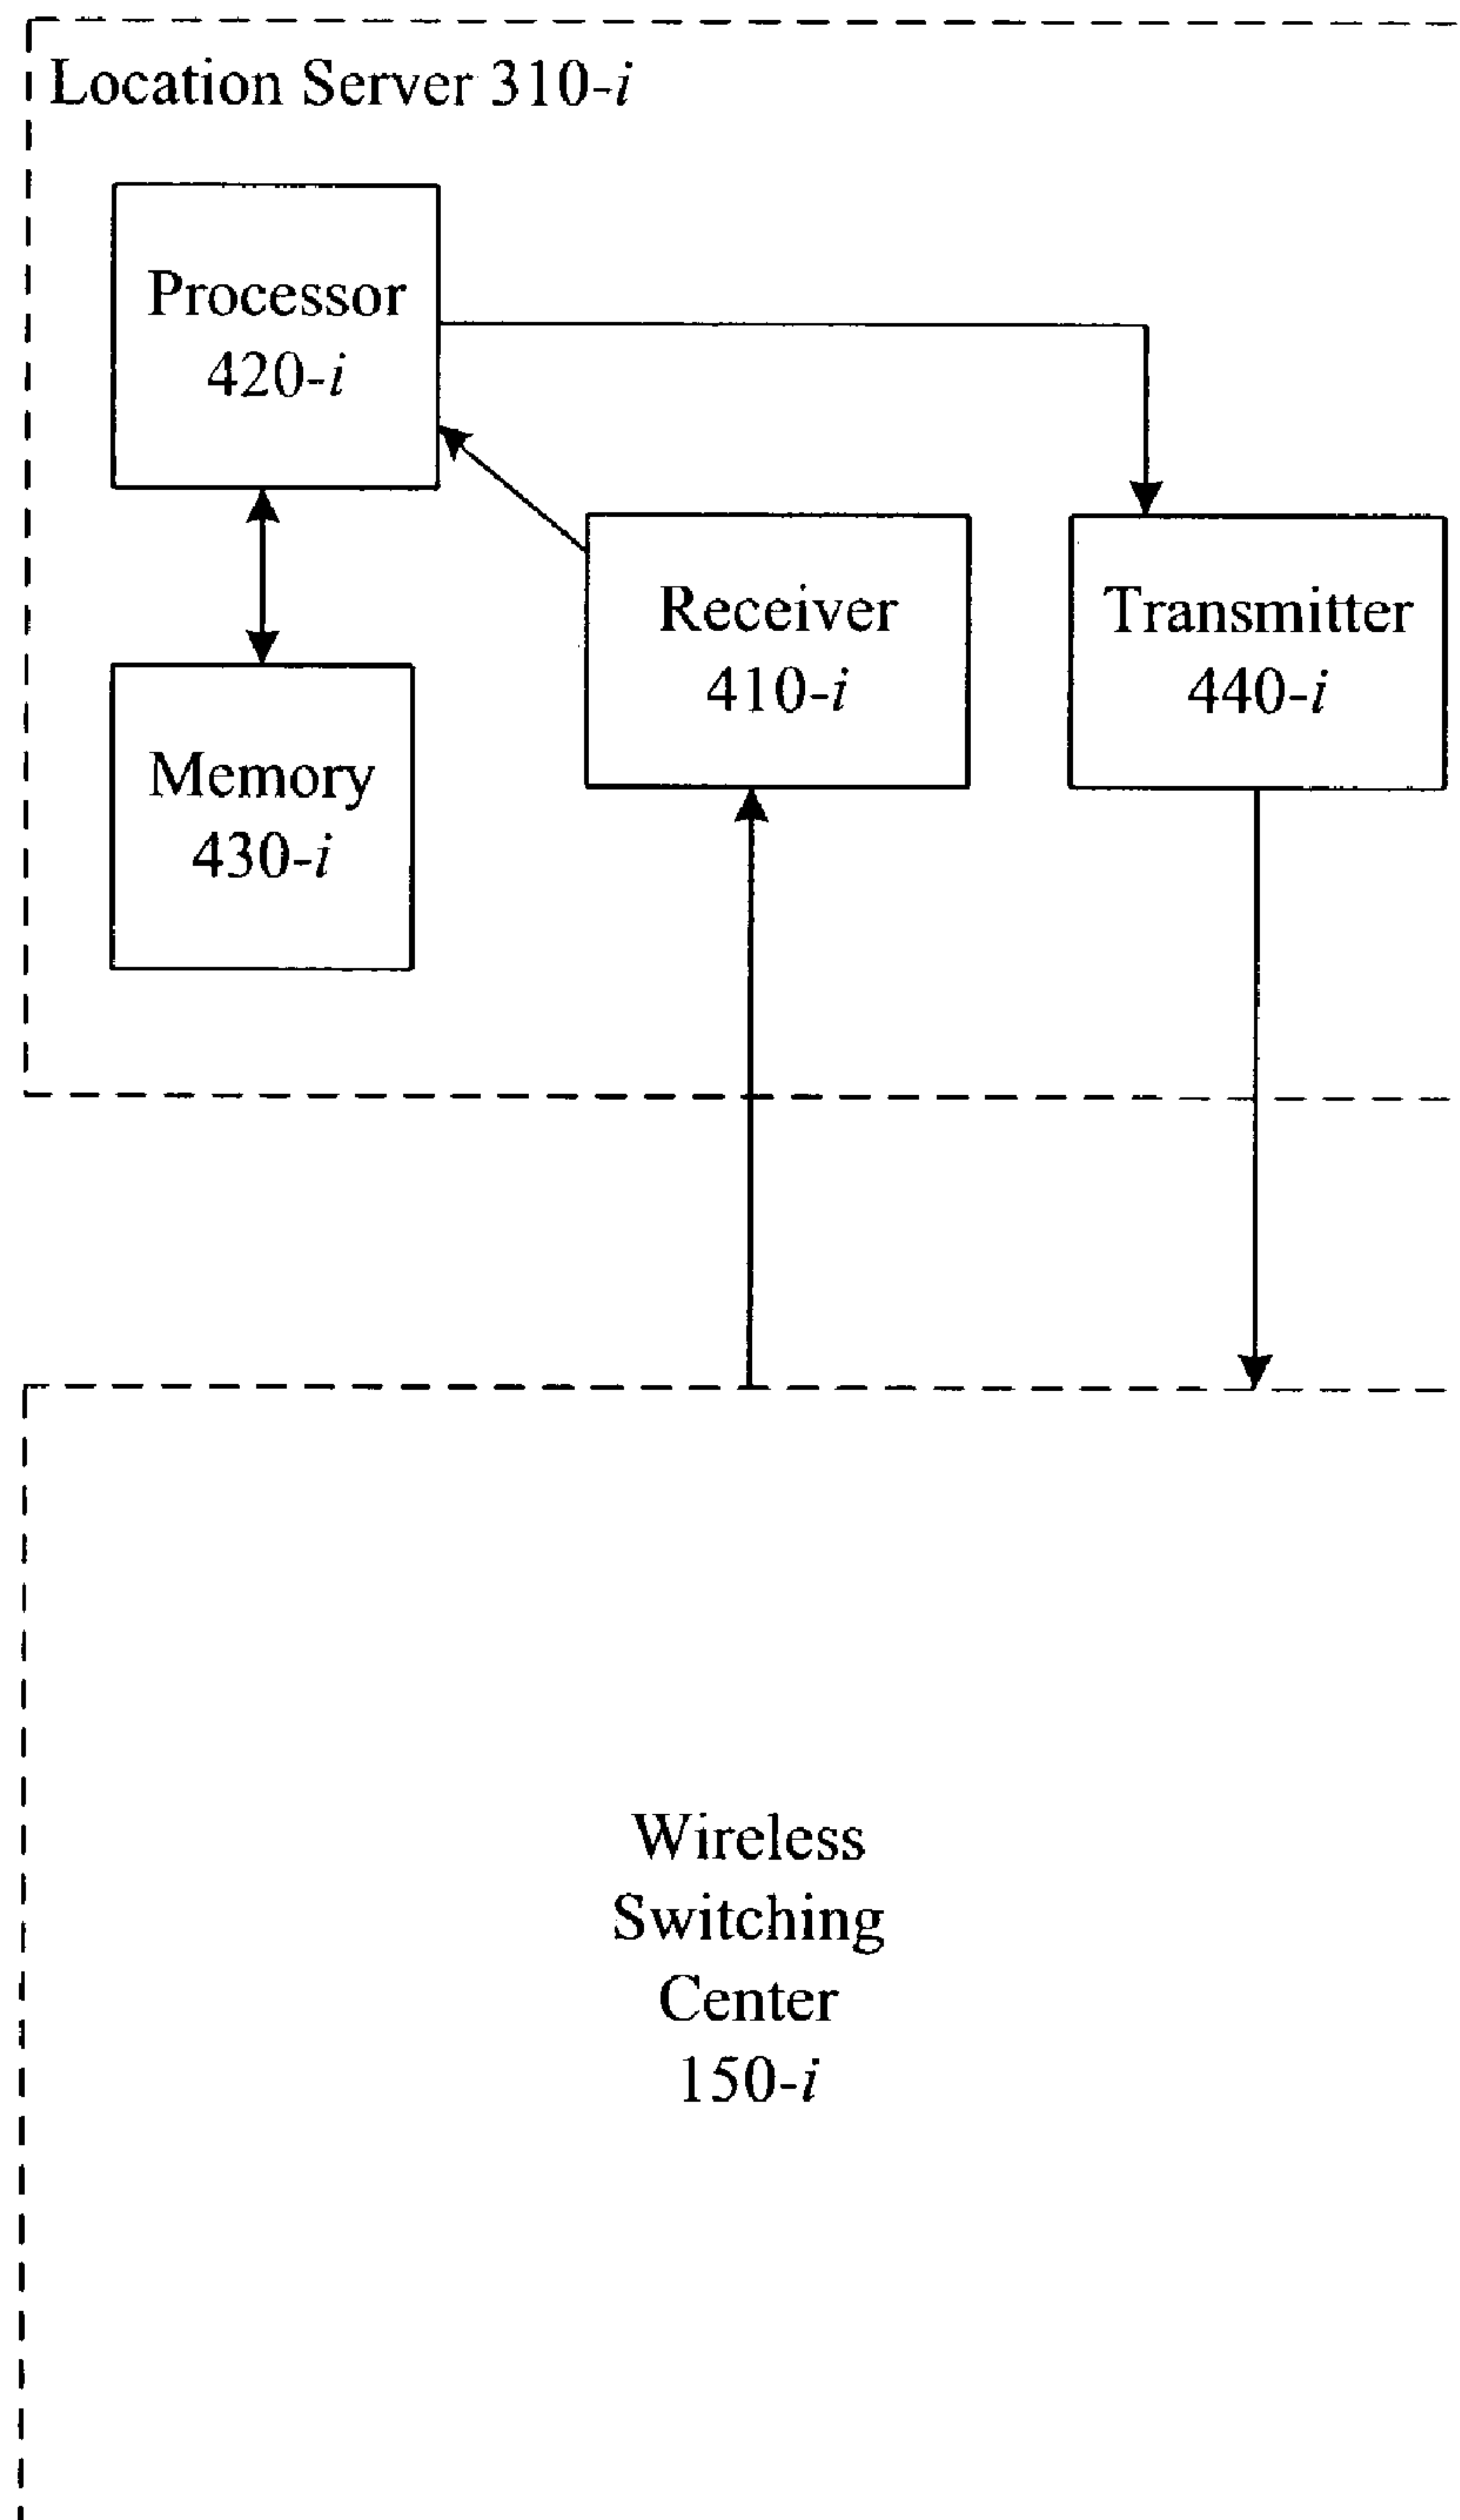 Location Server 310-i
Processor
420-i
Receiver
410-i
Transmitter
440-i
Memory
430-i
Wireless
Switching
Center
150-i